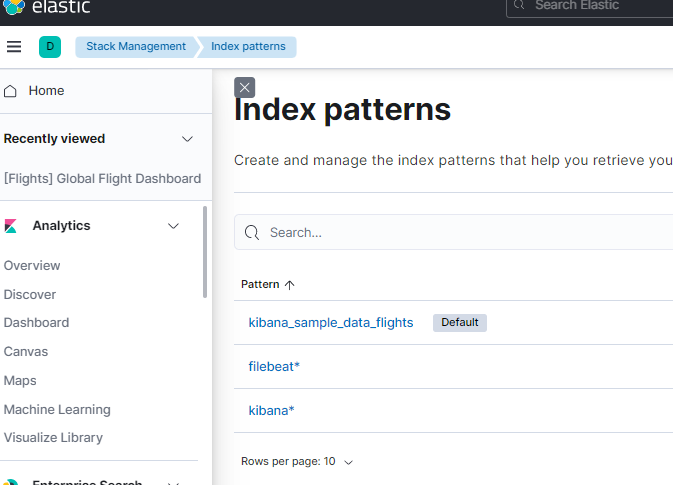 elastic
Search Elastic
D
Stack Management
Index patterns
Home
Recently viewed
[Flights] Global Flight Dashboard
Analytics
Overview
Discover
Dashboard
Canvas
Maps
Machine Learning
Visualize Library
Enterprise Search
Index patterns
Create and manage the index patterns that help you retrieve you
Search...
Pattern
kibana_sample_data_flights Default
filebeat*
kibana*
Rows per page: 10